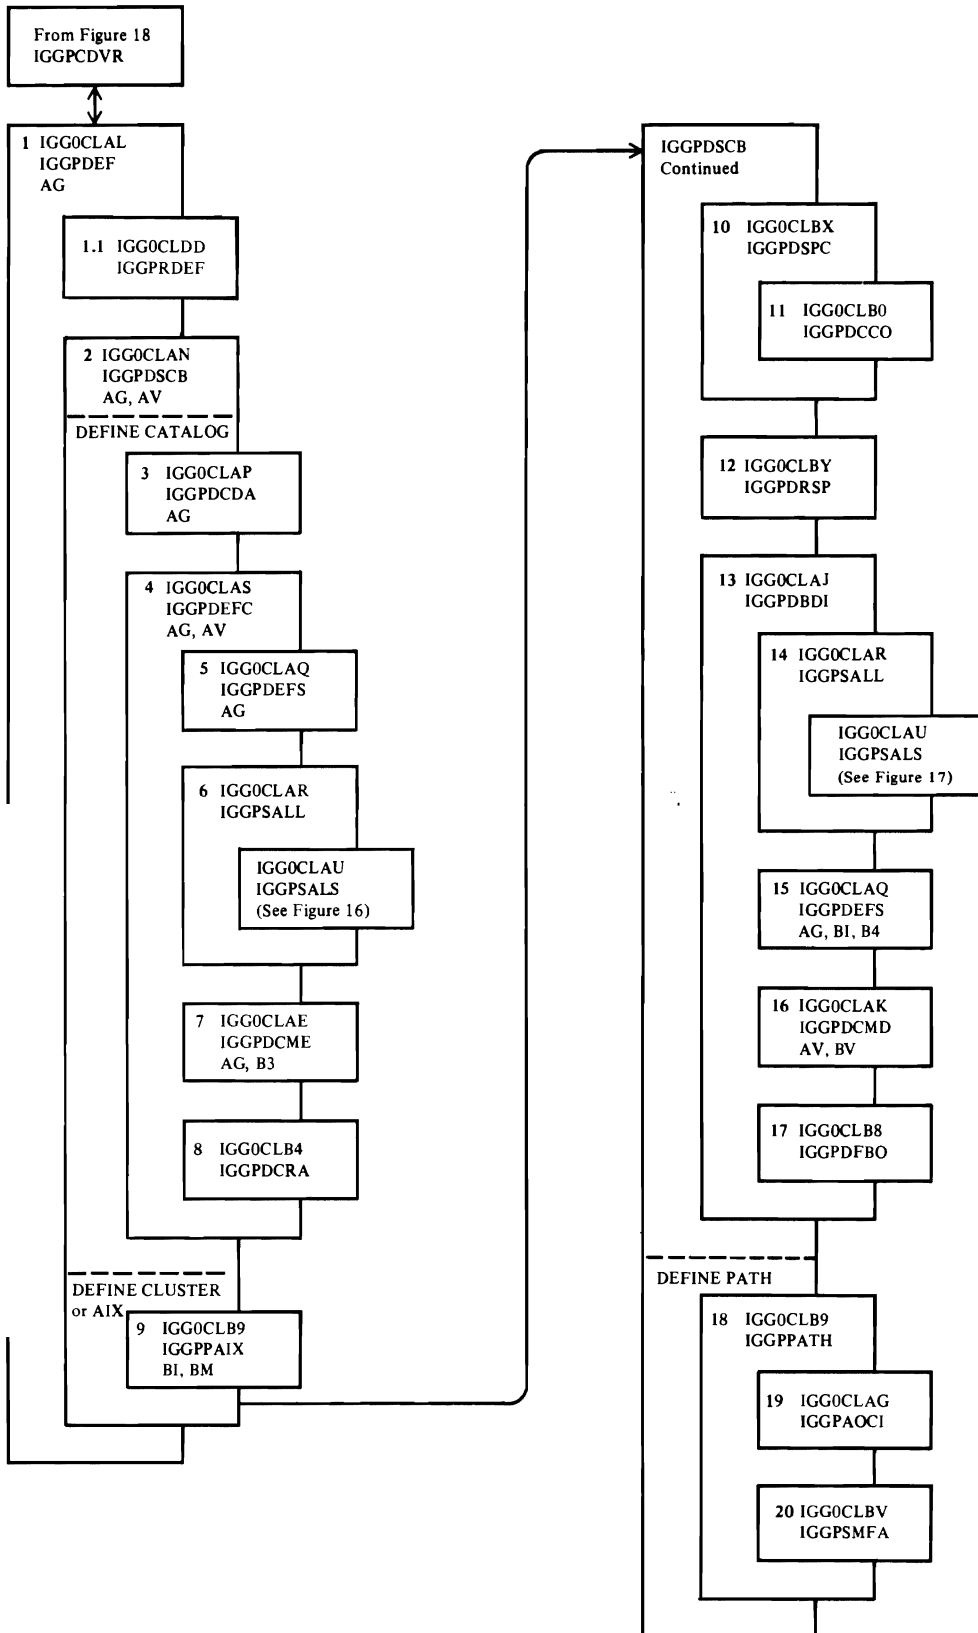 From Figure 18
IGGPCDVR
1 IGG0CLAL
IGGPDEF
AG
1.1 IGG0CLDD
IGGPRDEF
2 IGG0CLAN
IGGPDSCB
AG, AV
DEFINE CATALOG
3 IGG0CLAP
IGGPDCDA
AG
4 IGG0CLAS
IGGPDEFC
AG, AV
5 IGG0CLAQ
IGGPDEFS
AG
6 IGG0CLAR
IGGPSALL
IGG0CLAU
IGGPSALS
(See Figure 16)
7 IGG0CLAE
IGGPDCME
AG, B3
8 IGG0CLB4
IGGPDCRA
DEFINE CLUSTER
or AIX
9 IGG0CLB9
IGGPPAIX
BI, BM
IGGPDSCB
Continued
10 IGG0CLBX
IGGPDSPC
11 IGG0CLB0
IGGPDCCO
12 IGG0CLBY
IGGPDRSP
13 IGG0CLAJ
IGGPDBDI
14 IGG0CLAR
IGGPSALL
IGG0CLAU
IGGPSALS
(See Figure 17)
15 IGG0CLAQ
IGGPDEFS
AG, BI, B4
16 IGG0CLAK
IGGPDCMD
AV, BV
17 IGG0CLB8
IGGPDFBO
DEFINE PATH
18 IGG0CLB9
IGGPPATH
19 IGG0CLAG
IGGPAOCI
20 IGG0CLBV
IGGPSMFA